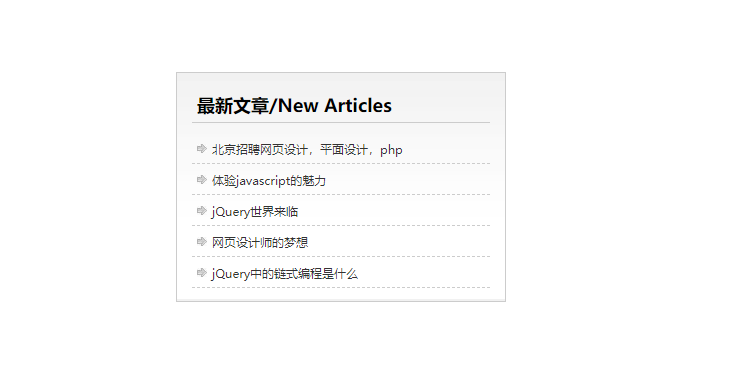 最新文章/New Articles
北京招聘网页设计，平面设计，php
体验javascript的魅力
jQuery世界来临
网页设计师的梦想
jQuery中的链式编程是什么